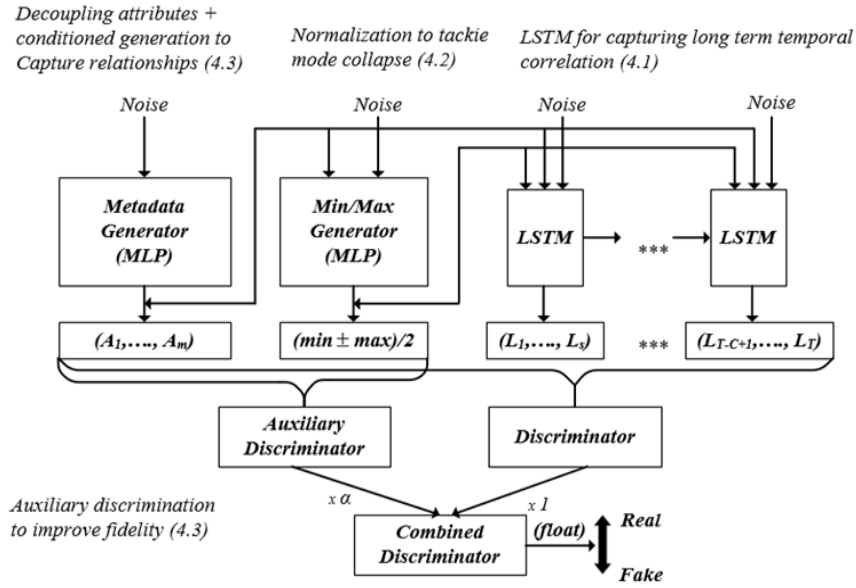 Decoupling attributes +
conditioned generation to
Capture relationships (4.3)
Normalization to tackie
mode collapse (4.2)
LSTM for capturing long term temporal
correlation (4.1)
Noise
Noise
Noise
Noise
Metadata
Generator
(MLP)
Min/Max
Generator
(MLP)
LSTM
***
LSTM
(A1,...., Am)
(min ± max)/2
(L1,...., Ls)
***
(LT-C+1,...., LT)
Auxiliary
Discriminator
Discriminator
Auxiliary discrimination
to improve fidelity (4.3)
x α
x 1
Combined
Discriminator
(float)
Real
Fake